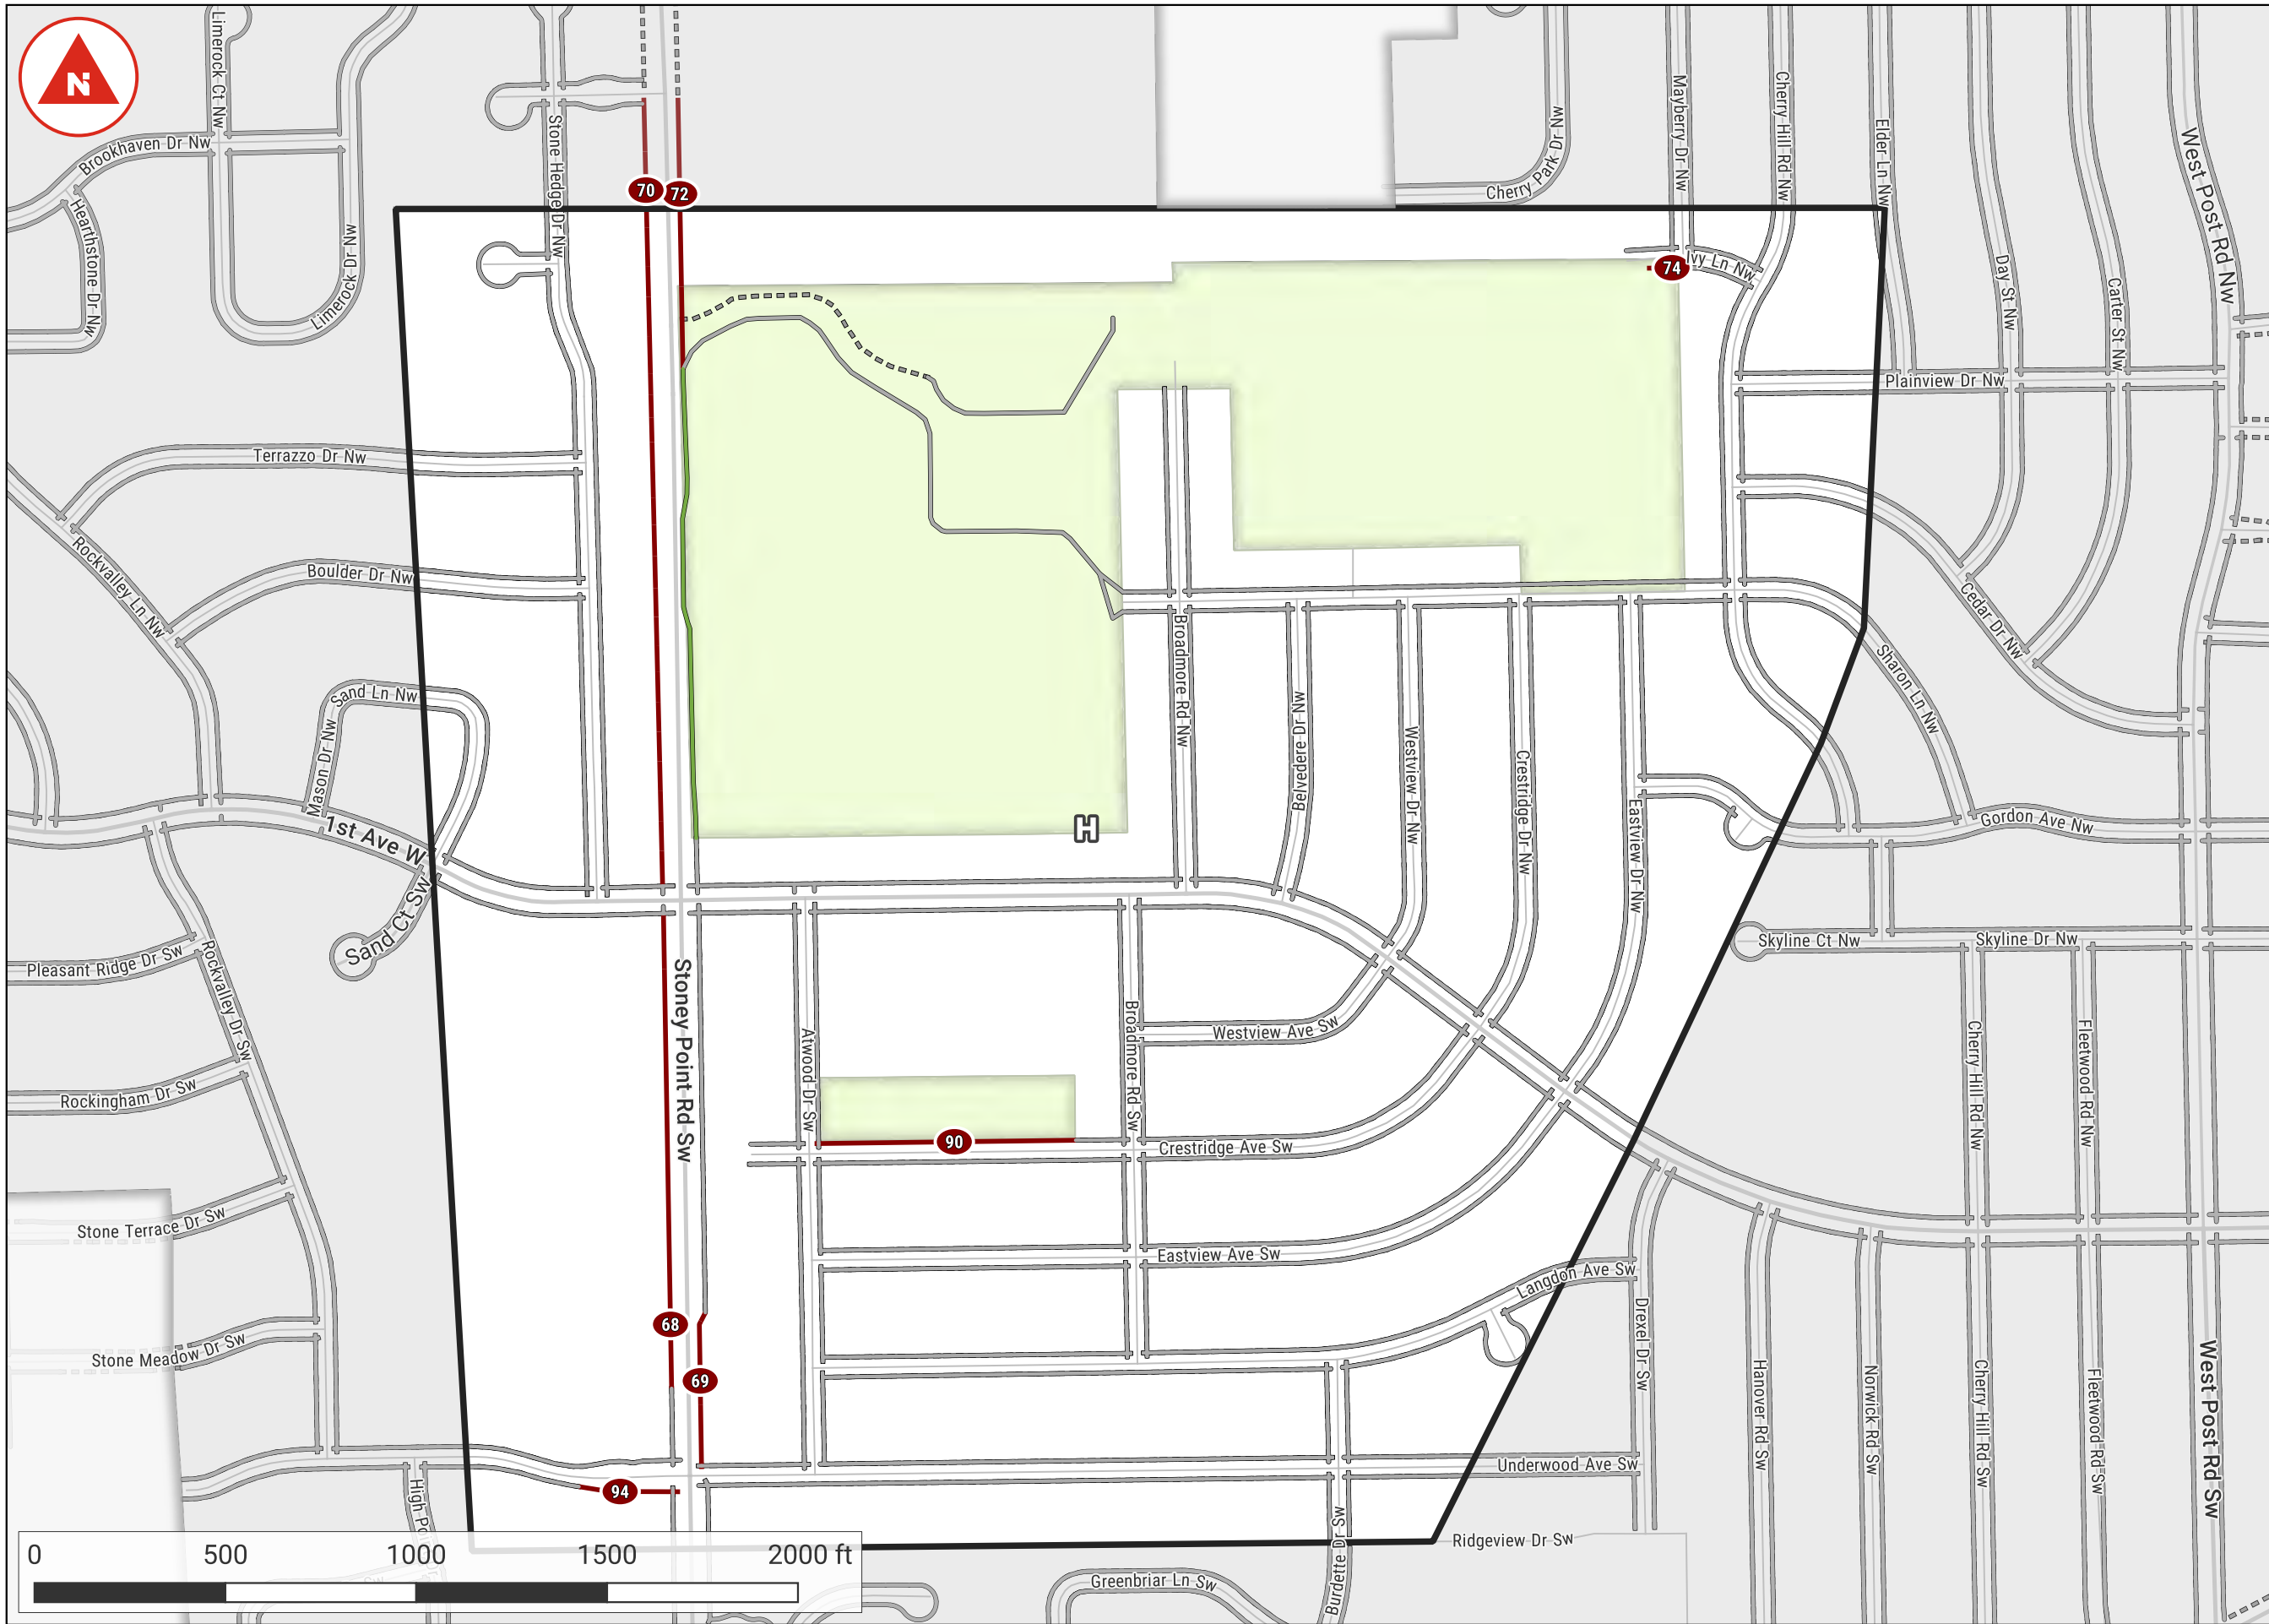 N
Limerock Ct Nw
Brookhaven Dr Nw
Hearthstone Dr Nw
Limerock Dr Nw
Stone Hedge Dr Nw
70
72
Cherry Park Dr Nw
Mayberry Dr Nw
Cherry Hill Rd Nw
Elder Ln Nw
West Post Rd Nw
74
Ivy Ln Nw
Day St Nw
Carter St Nw
Plainview Dr Nw
Terrazzo Dr Nw
Rockvalley Ln Nw
Boulder Dr Nw
Cedar Dr Nw
Sharon Ln Nw
Sand Ln Nw
Mason Dr Nw
Broadmore Rd Nw
Belvedere Dr Nw
Westview Dr Nw
Crestridge Dr Nw
Eastview Dr Nw
1st Ave W
H
Gordon Ave Nw
Sand Ct Sw
Skyline Ct Nw
Skyline Dr Nw
Pleasant Ridge Dr Sw
Rockvalley Dr Sw
Stoney Point Rd Sw
Atwood Dr Sw
Broadmore Rd Sw
Westview Ave Sw
Cherry Hill Rd Nw
Fleetwood Rd Nw
Rockingham Dr Sw
90
Crestridge Ave Sw
Stone Terrace Dr Sw
Eastview Ave Sw
Langdon Ave Sw
Drexel Dr Sw
68
Stone Meadow Dr Sw
69
Hanover Rd Sw
Norwick Rd Sw
Cherry Hill Rd Sw
Fleetwood Rd Sw
West Post Rd Sw
Underwood Ave Sw
94
High Po
Burdette Dr Sw
Ridgeview Dr Sw
Greenbriar Ln Sw
0 500 1000 1500 2000 ft